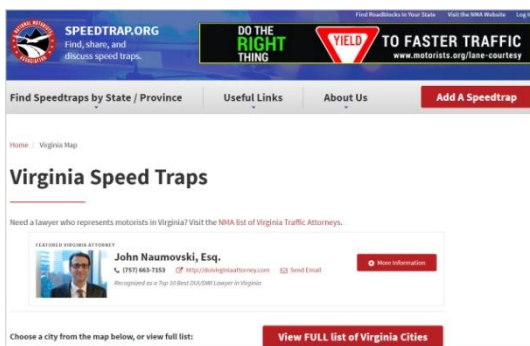 Find Roadblocks In Your State Visit the NMA Website
SPEEDTRAP.ORG
Find, share, and
discuss speed traps.
NATIONAL MOTORISTS
ASSOCIATION
DO THE
RIGHT
THING
YIELD
TO FASTER TRAFFIC
www.motorists.org/lane-courtesy
Find Speedtraps by State / Province Useful Links About Us Add A Speedtrap
Home / Virginia Map
Virginia Speed Traps
Need a lawyer who represents motorists in Virginia? Visit the NMA list of Virginia Traffic Attorneys.
FEATURED VIRGINIA ATTORNEY
John Naumovski, Esq.
(757) 663-7153 http://duivirginiaattorney.com Send Email
Recognized as a Top 10 Best DUI/DWI Lawyer in Virginia
More Information
Choose a city from the map below, or view full list: View FULL list of Virginia Cities